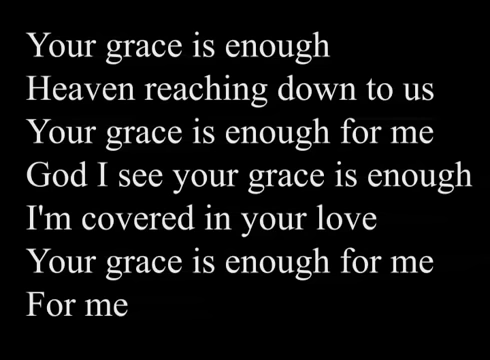 Your grace is enough
Heaven reaching down to us
Your grace is enough for me
God I see your grace is enough
I'm covered in your love
Your grace is enough for me
For me